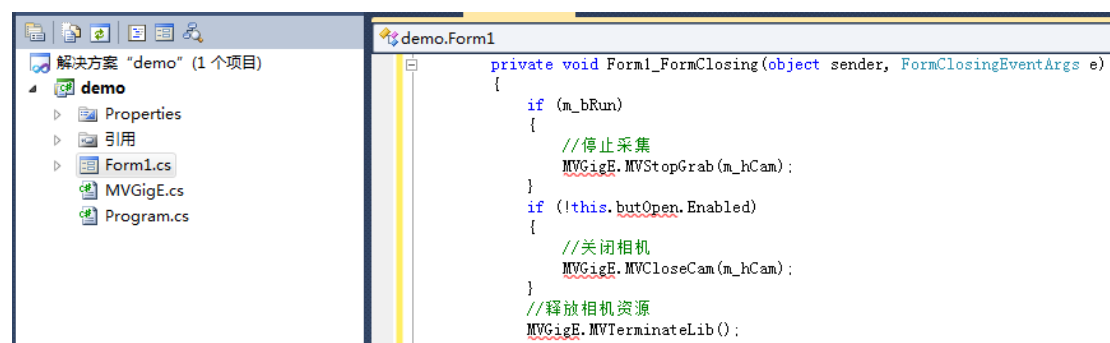 解决方案 “demo” (1 个项目)
demo
Properties
引用
Form1.cs
MVGigE.cs
Program.cs
demo.Form1
private void Form1_FormClosing(object sender, FormClosingEventArgs e)
{
if (m_bRun)
{
//停止采集
MVGigE.MVStopGrab(m_hCam);
}
if (!this.butOpen.Enabled)
{
//关闭相机
MVGigE.MVCloseCam(m_hCam);
}
//释放相机资源
MVGigE.MVTerminateLib();